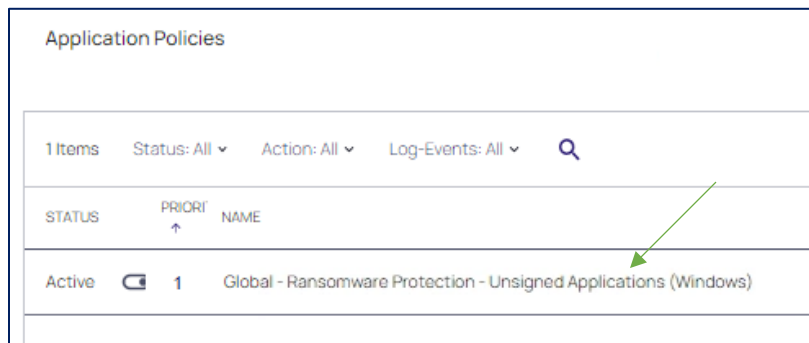 Application Policies
1 Items Status: All Action: All Log-Events: All
STATUS PRIORI NAME
Active 1 Global - Ransomware Protection - Unsigned Applications (Windows)